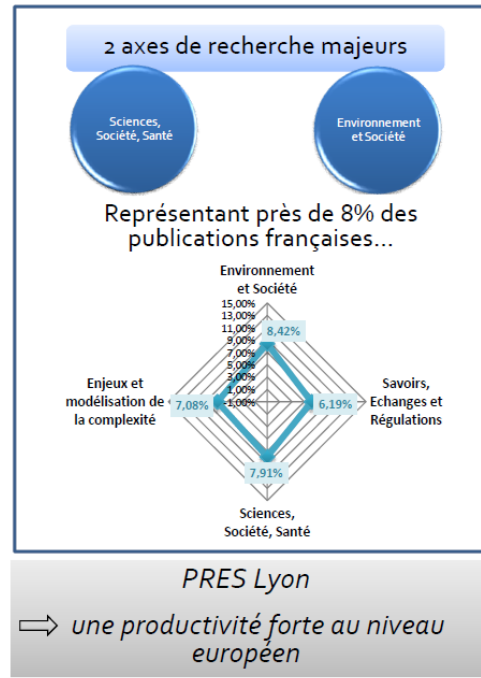 2 axes de recherche majeurs
Sciences,
Société, Santé
Environnement
et Société
Représentant près de 8% des
publications françaises...
Environnement
et Société
15,00%
13,00%
11,00%
9,00%
7,00%
5,00%
3,00%
1,00%
-1,00%
8,42%
Enjeux et
modélisation de
la complexité
7,08%
6,19%
Savoirs,
Echanges et
Régulations
7,91%
Sciences,
Société, Santé
PRES Lyon
⇨ une productivité forte au niveau
européen